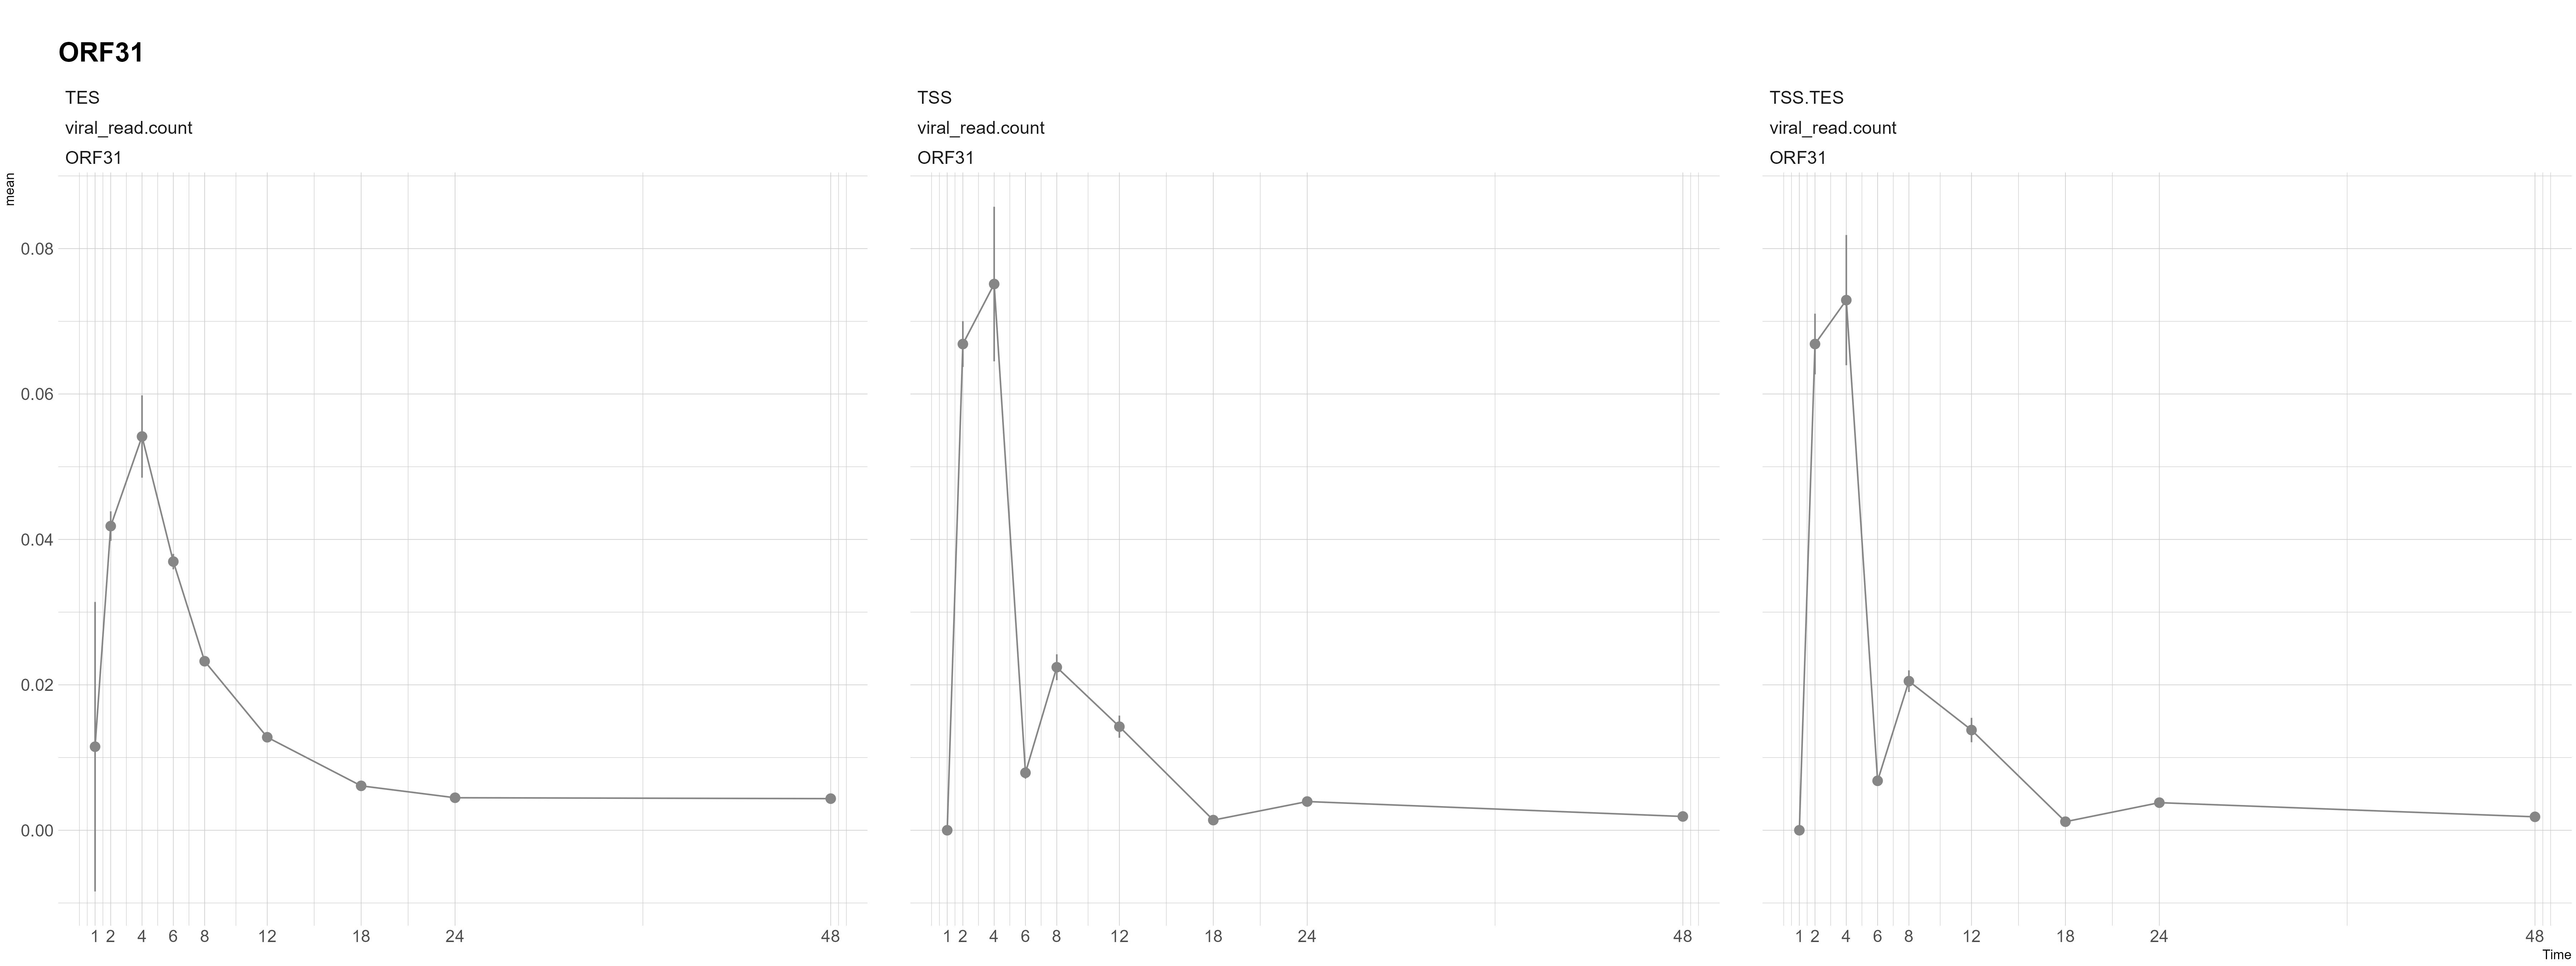 ORF31
TES
viral_read.count
ORF31
TSS
viral_read.count
ORF31
TSS.TES
viral_read.count
ORF31
mean
0.08
0.06
0.04
0.02
0.00
1 2 4 6 8 12 18 24 48
1 2 4 6 8 12 18 24 48
1 2 4 6 8 12 18 24 48
Time